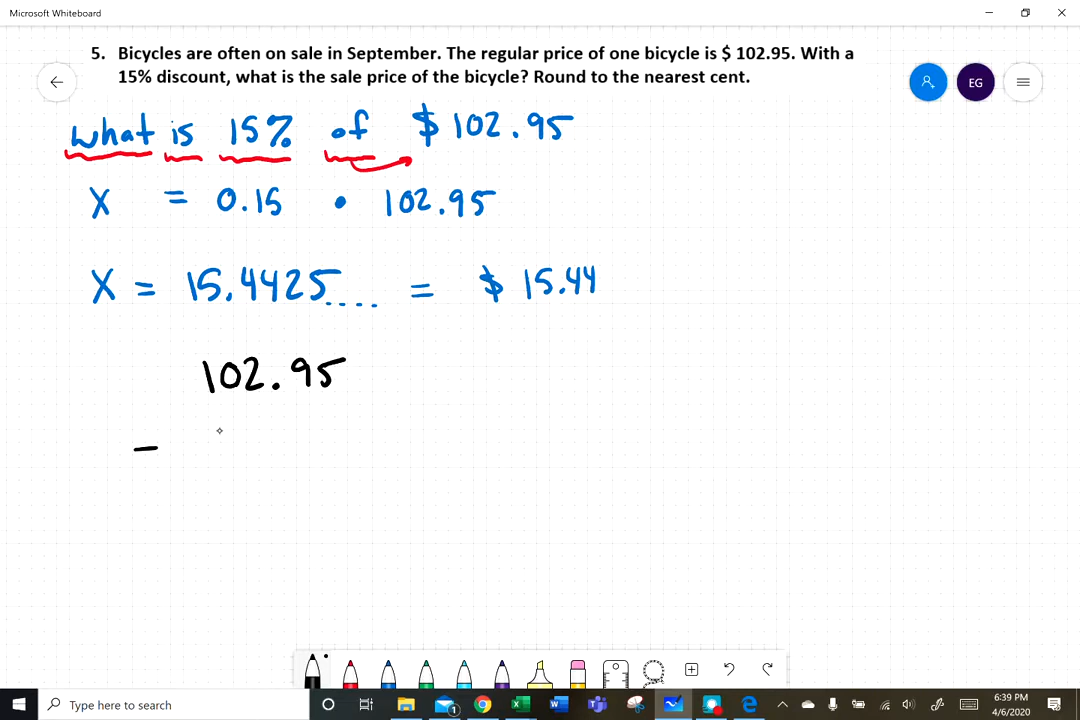 Microsoft Whiteboard
5. Bicycles are often on sale in September. The regular price of one bicycle is $ 102.95. With a
15% discount, what is the sale price of the bicycle? Round to the nearest cent.
EG
what is 15% of $102.95
X = 0.15 • 102.95
X = 15.4425.... = $ 15.44
102.95
–
Type here to search
1
6:39 PM
4/6/2020